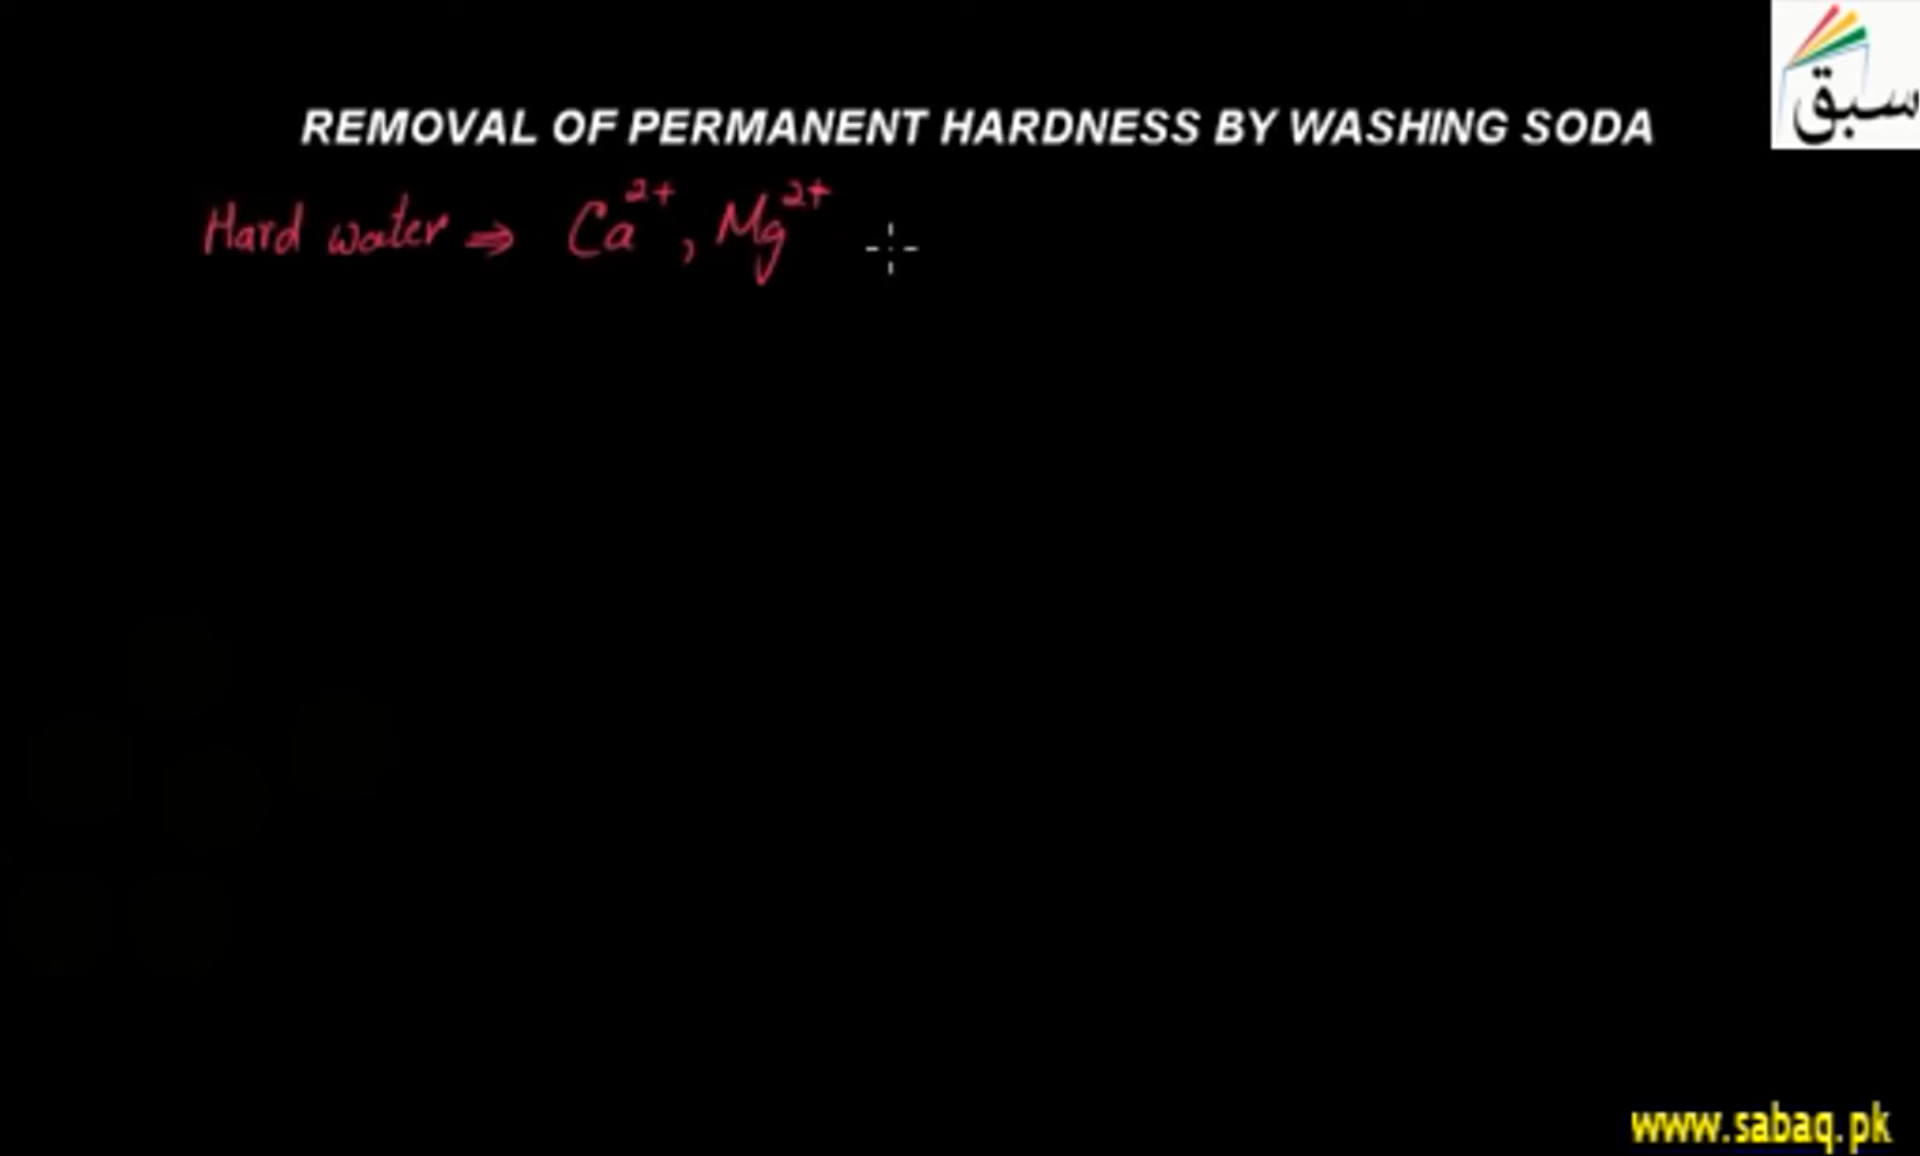 سبق
REMOVAL OF PERMANENT HARDNESS BY WASHING SODA
Hard water ⇒ Ca²⁺, Mg²⁺
www.sabaq.pk